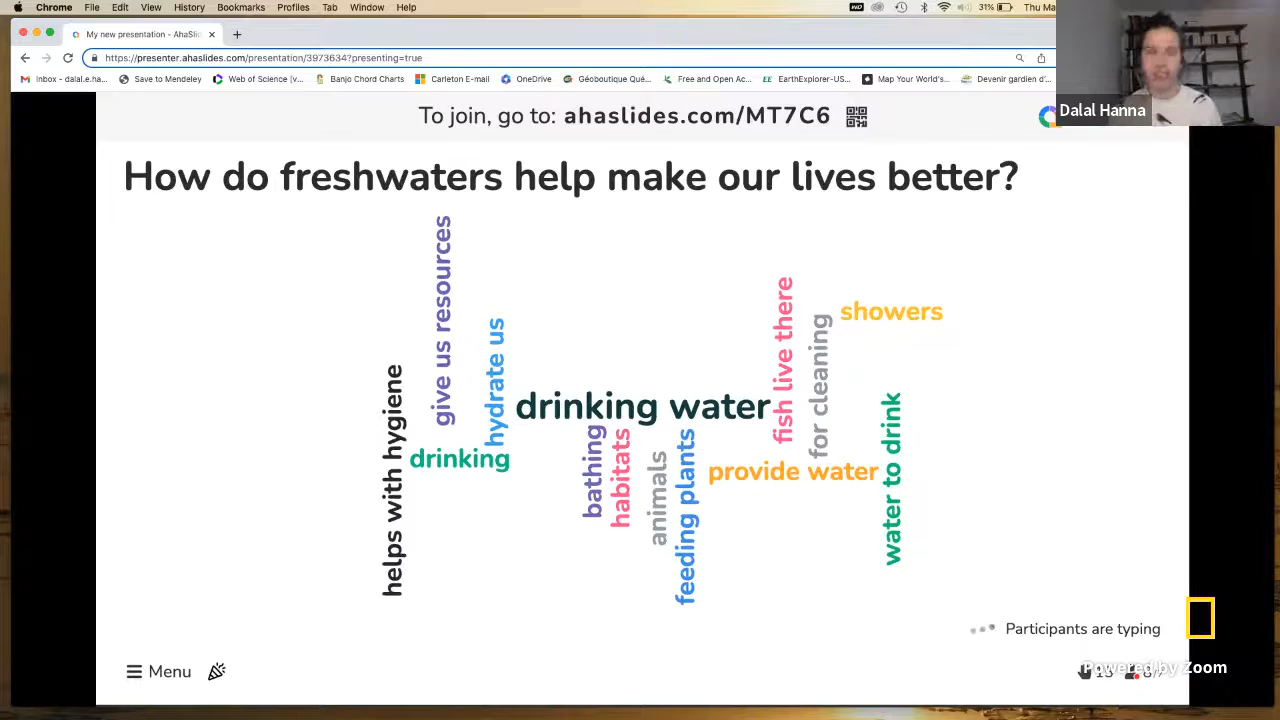 Chrome File Edit View History Bookmarks Profiles Tab Window Help 31% Thu Ma
My new presentation - AhaSlid
https://presenter.ahaslides.com/presentation/3973634?presenting=true
Inbox - dalal.e.ha... Save to Mendeley Web of Science [v... Banjo Chord Charts Carleton E-mail OneDrive Géoboutique Qué... Free and Open Ac... EarthExplorer-US... Map Your World's... Devenir gardien d'...
Dalal Hanna
To join, go to: ahaslides.com/MT7C6
How do freshwaters help make our lives better?
give us resources
fish live there
showers
for cleaning
hydrate us
helps with hygiene
drinking water
water to drink
drinking
bathing
habitats
animals
feeding plants
provide water
Participants are typing
Menu
Powered by Zoom